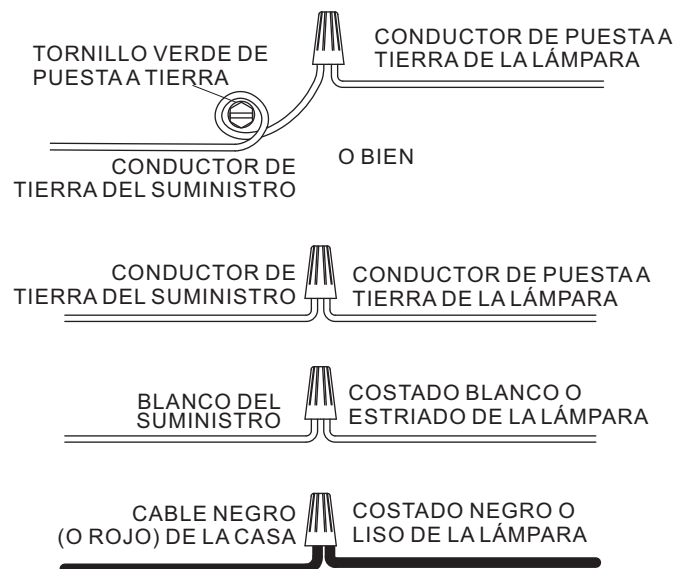 TORNILLO VERDE DE
PUESTA A TIERRA
CONDUCTOR DE PUESTA A
TIERRA DE LA LÁMPARA
CONDUCTOR DE
TIERRA DEL SUMINISTRO
O BIEN
CONDUCTOR DE
TIERRA DEL SUMINISTRO
CONDUCTOR DE PUESTA A
TIERRA DE LA LÁMPARA
BLANCO DEL
SUMINISTRO
COSTADO BLANCO O
ESTRIADO DE LA LÁMPARA
CABLE NEGRO
(O ROJO) DE LA CASA
COSTADO NEGRO O
LISO DE LA LÁMPARA